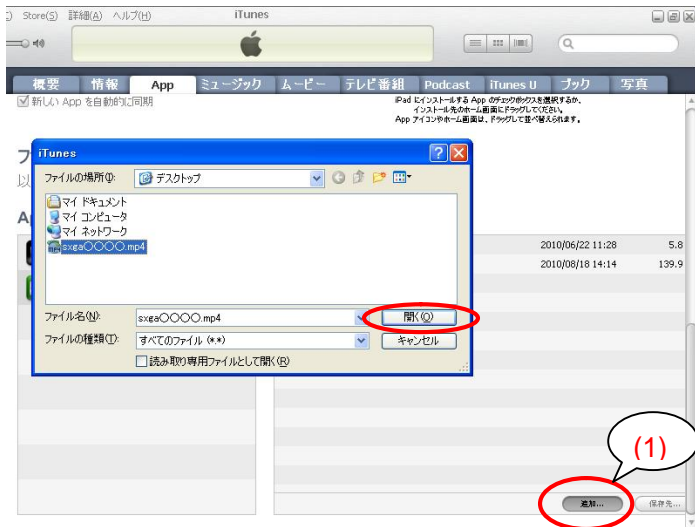 Store(S) 詳細(A) ヘルプ(H) iTunes
概要 情報 App ミュージック ムービー テレビ番組 Podcast iTunes U ブック 写真
新しい App を自動的に同期
iPad にインストールする App のチェックボックスを選択するか、
インストール先のホーム画面にドラッグしてください。
App アイコンやホーム画面は、ドラッグして並べ替えられます。
フ
以
A
iTunes
ファイルの場所(I): デスクトップ
マイ ドキュメント
マイ コンピュータ
マイ ネットワーク
sxga〇〇〇〇.mp4
ファイル名(N): sxga〇〇〇〇.mp4 開く(O)
ファイルの種類(T): すべてのファイル (*.*) キャンセル
読み取り専用ファイルとして開く(R)
2010/06/22 11:28 5.8
2010/08/18 14:14 139.9
(1)
追加... 保存先...